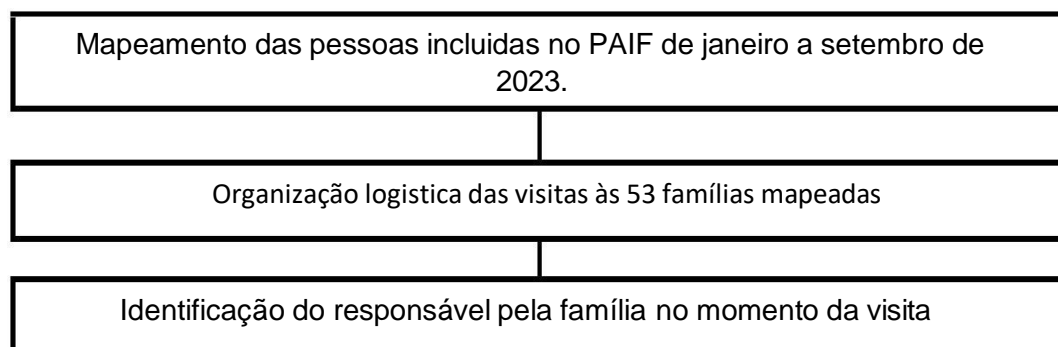 Mapeamento das pessoas incluidas no PAIF de janeiro a setembro de
2023.
Organização logistica das visitas às 53 famílias mapeadas
Identificação do responsável pela família no momento da visita